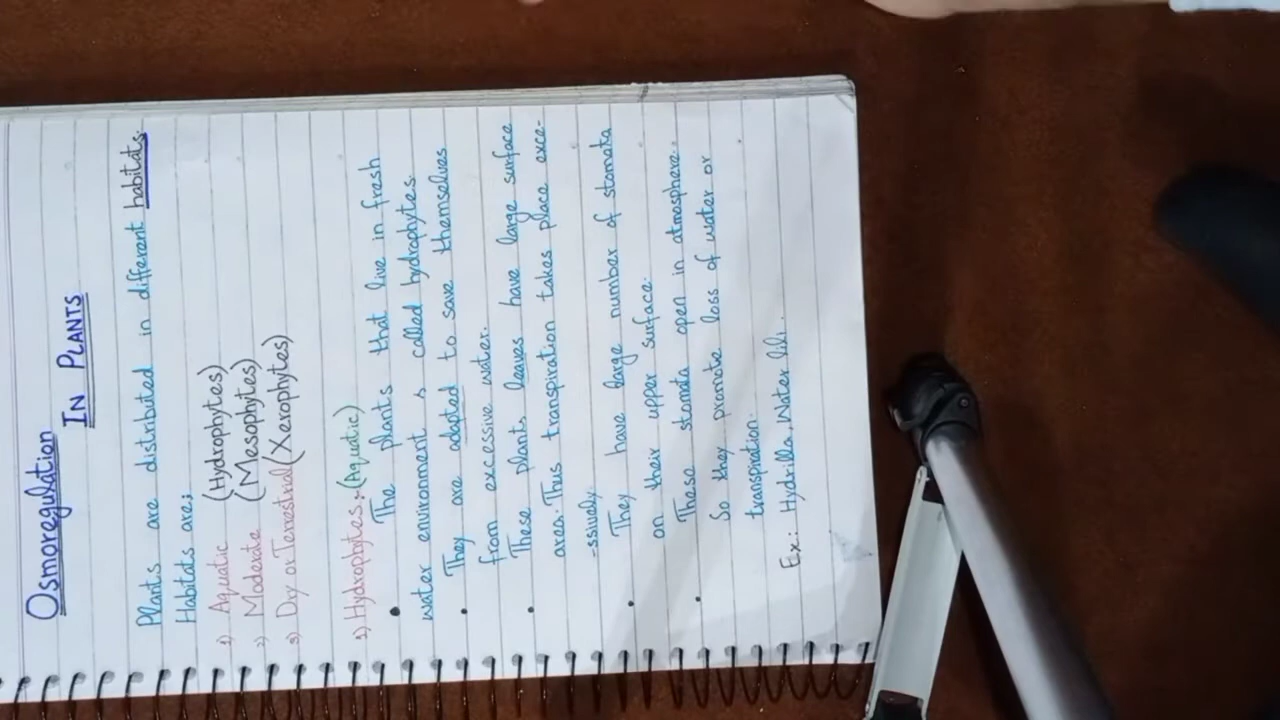 Osmoregulation
In PLANTS
Plants are distributed in different habitats.
Habitats are;
1) Aquatic (Hydrophytes)
2) Moderate (Mesophytes)
3) Dry or Terrestrial (Xerophytes)
1) Hydrophytes: (Aquatic)
• The plants that live in fresh
water environment is called hydrophytes.
• They are adapted to save themselves
from excessive water.
• These plants leaves have large surface
area. Thus transpiration takes place exce-
-ssively.
• They have large number of stomata
on their upper surface.
• These stomata open in atmosphere.
So they promote loss of water or
transpiration.
Ex: Hydrilla, Water lili.